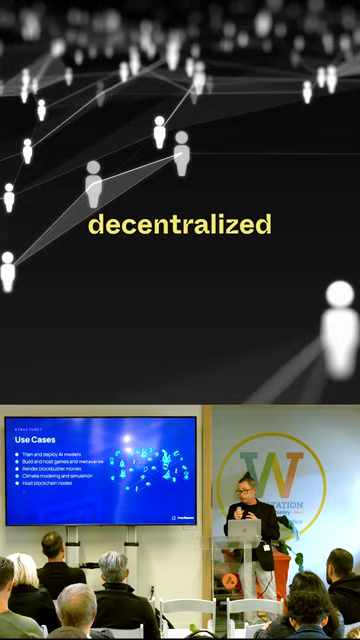 decentralized
STRUCTURE?
Use Cases
Train and deploy AI models
Build and host games and metaverse
Render blockbuster movies
Climate modeling and simulation
Host blockchain nodes
W